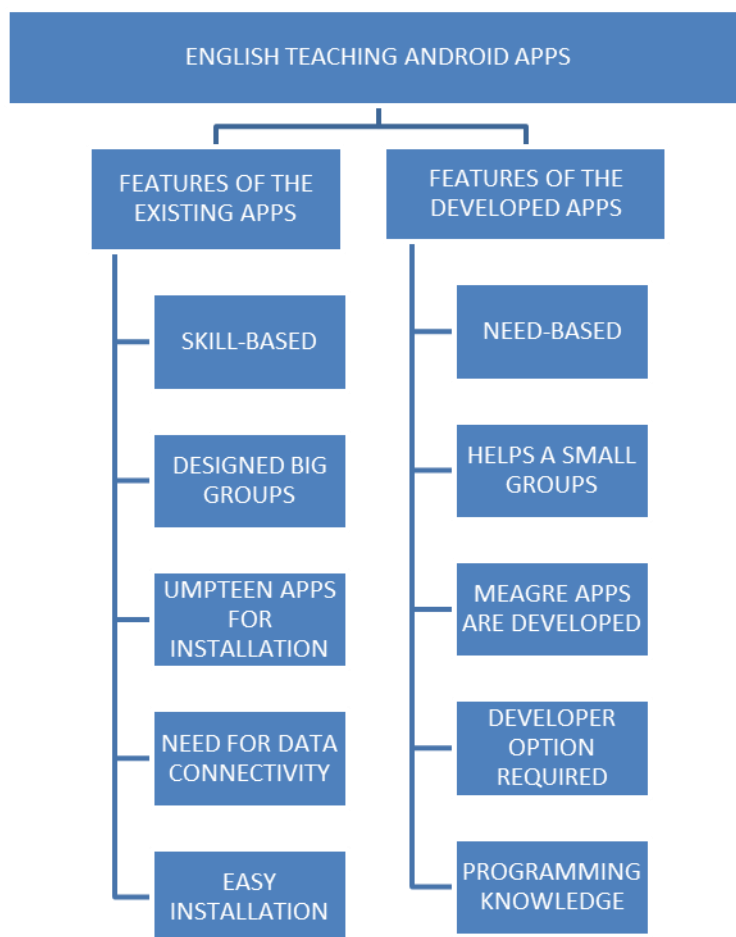 ENGLISH TEACHING ANDROID APPS
FEATURES OF THE
EXISTING APPS
SKILL-BASED
DESIGNED BIG
GROUPS
UMPTEEN APPS
FOR
INSTALLATION
NEED FOR DATA
CONNECTIVITY
EASY
INSTALLATION
FEATURES OF THE
DEVELOPED APPS
NEED-BASED
HELPS A SMALL
GROUPS
MEAGRE APPS
ARE DEVELOPED
DEVELOPER
OPTION
REQUIRED
PROGRAMMING
KNOWLEDGE